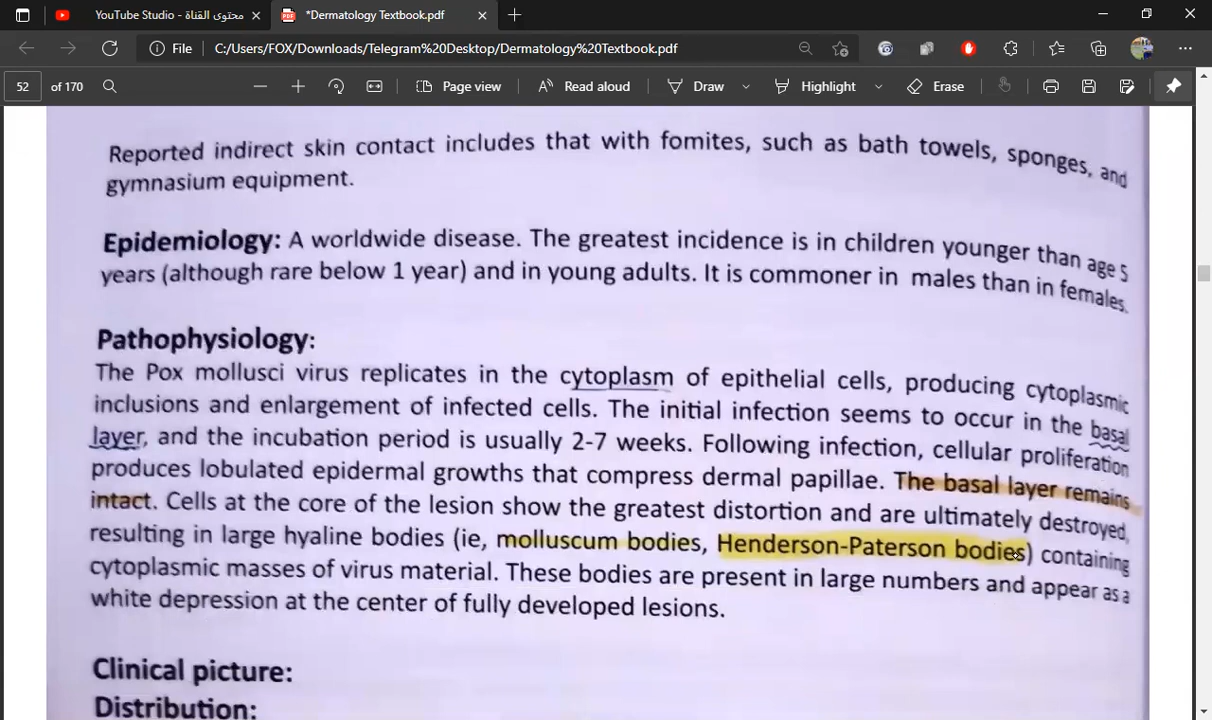 YouTube Studio - محتوى القناة
*Dermatology Textbook.pdf
File C:/Users/FOX/Downloads/Telegram%20Desktop/Dermatology%20Textbook.pdf
52 of 170 Page view Read aloud Draw Highlight Erase
Reported indirect skin contact includes that with fomites, such as bath towels, sponges, and
gymnasium equipment.
Epidemiology: A worldwide disease. The greatest incidence is in children younger than age 5
years (although rare below 1 year) and in young adults. It is commoner in males than in females.
Pathophysiology:
The Pox mollusci virus replicates in the cytoplasm of epithelial cells, producing cytoplasmic
inclusions and enlargement of infected cells. The initial infection seems to occur in the basal
layer, and the incubation period is usually 2-7 weeks. Following infection, cellular proliferation
produces lobulated epidermal growths that compress dermal papillae. The basal layer remains
intact. Cells at the core of the lesion show the greatest distortion and are ultimately destroyed,
resulting in large hyaline bodies (ie, molluscum bodies, Henderson-Paterson bodies) containing
cytoplasmic masses of virus material. These bodies are present in large numbers and appear as a
white depression at the center of fully developed lesions.
Clinical picture:
Distribution: